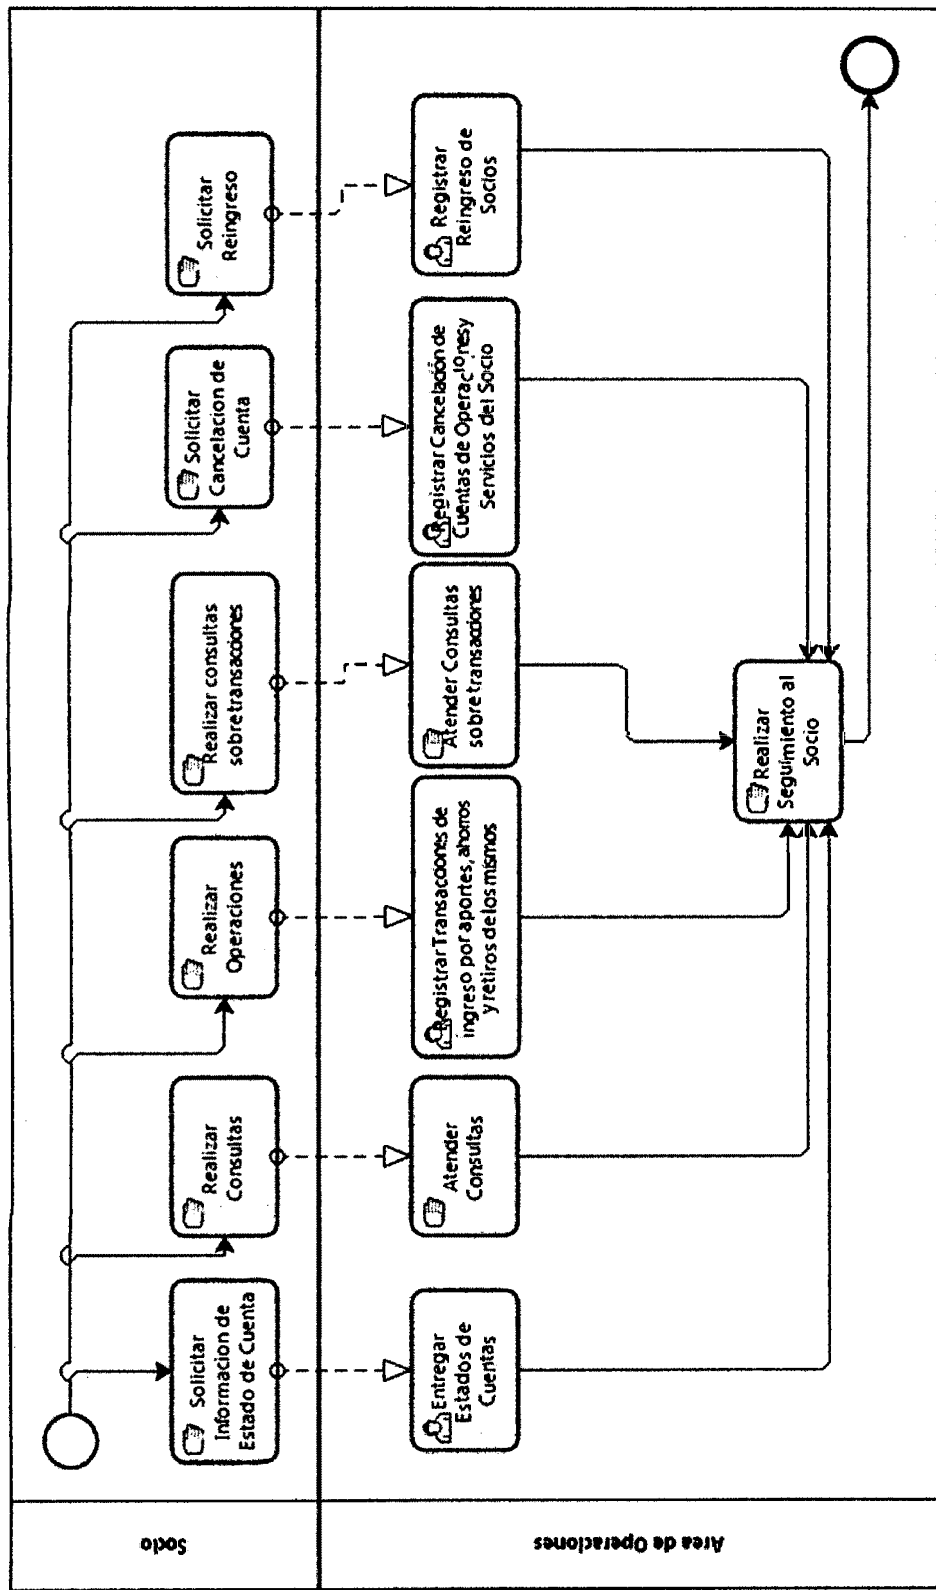 Socio
Solicitar
Informacion de
Estado de Cuenta
Realizar
Consultas
Realizar
Operaciones
Realizar consultas
sobre transacciones
Solicitar
Cancelacion de
Cuenta
Solicitar
Reingreso
Area de Operaciones
Entregar
Estados de
Cuentas
Atender
Consultas
Registrar Transacciones de
ingreso por aportes, ahorros
y retiros de los mismos
Atender Consultas
sobre transacciones
Registrar Cancelación de
Cuentas de Operaciones y
Servicios del Socio
Registrar
Reingreso de
Socios
Realizar
Seguimiento al
Socio